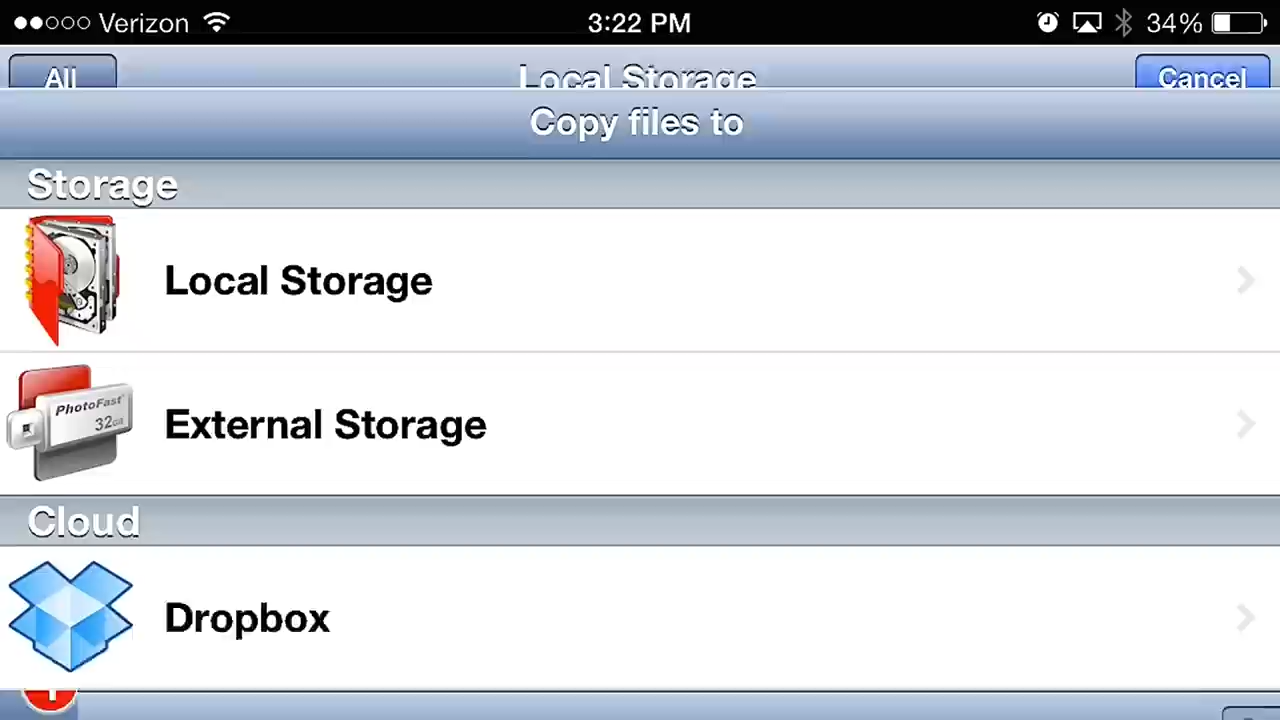 Verizon 3:22 PM 34%
All Local Storage Cancel
Copy files to
Storage
Local Storage
PhotoFast
32GB
External Storage
Cloud
Dropbox